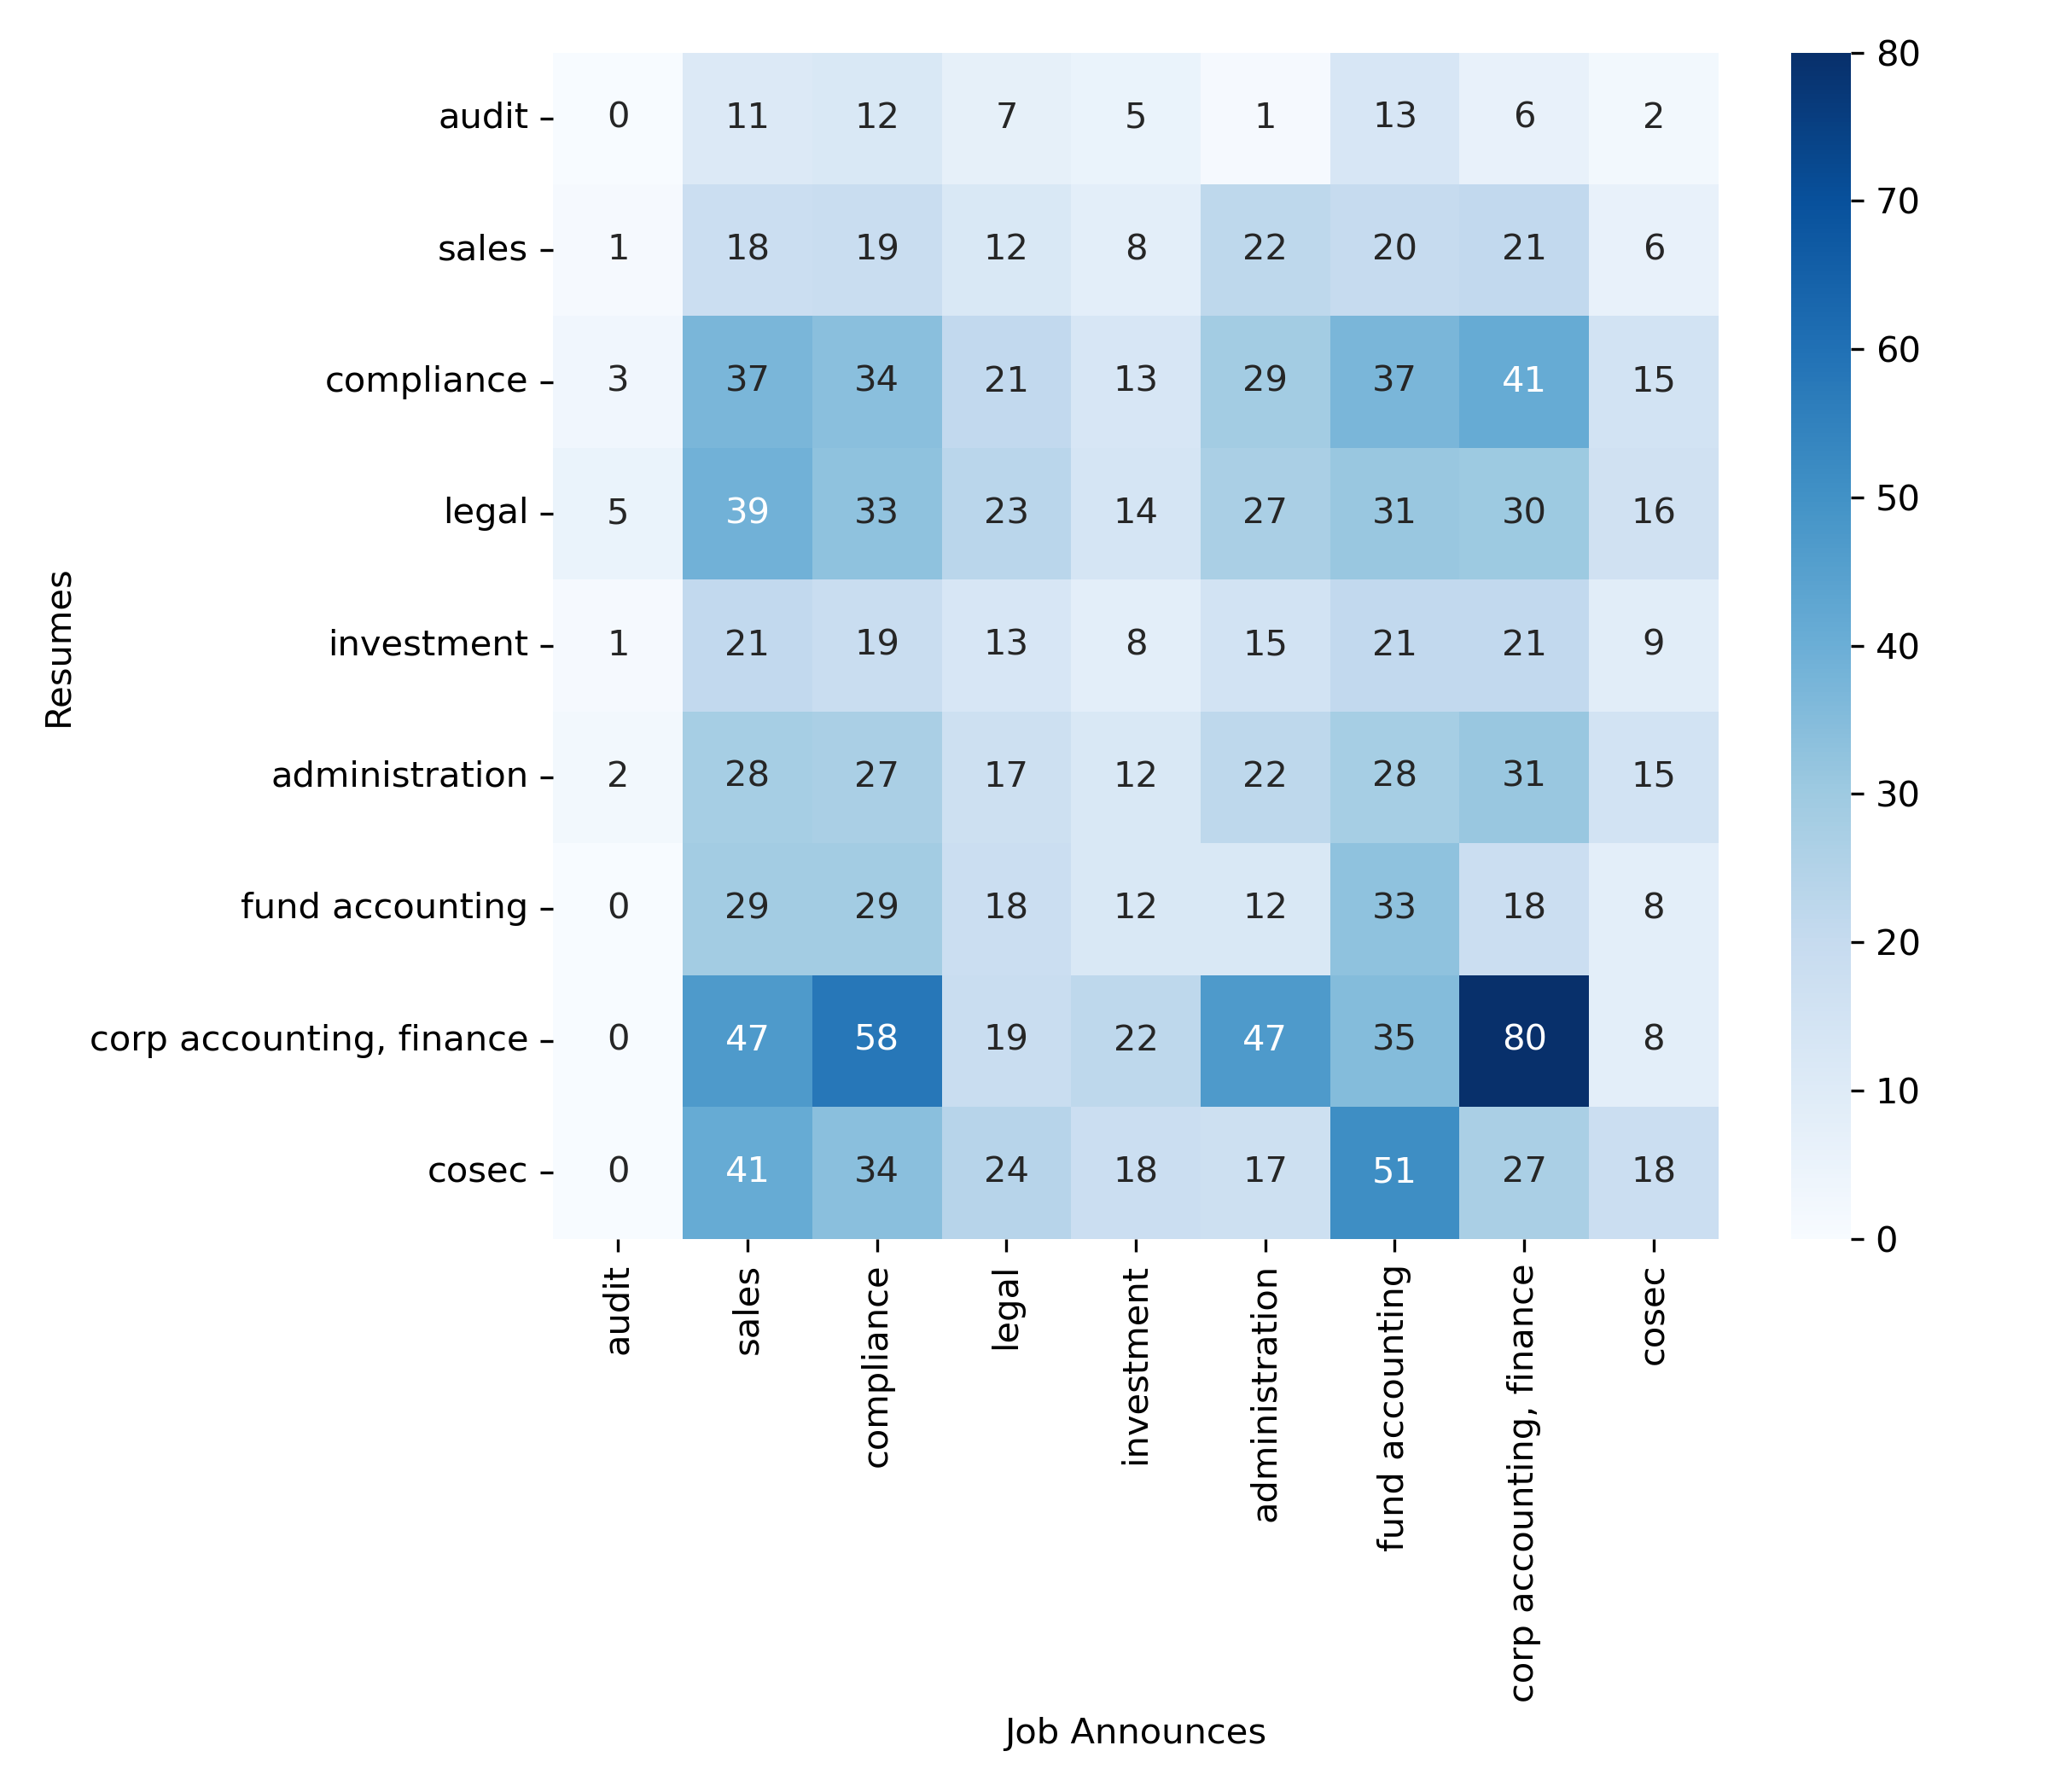 audit 0 11 12 7 5 1 13 6 2
sales 1 18 19 12 8 22 20 21 6
compliance 3 37 34 21 13 29 37 41 15
legal 5 39 33 23 14 27 31 30 16
investment 1 21 19 13 8 15 21 21 9
administration 2 28 27 17 12 22 28 31 15
fund accounting 0 29 29 18 12 12 33 18 8
corp accounting, finance 0 47 58 19 22 47 35 80 8
cosec 0 41 34 24 18 17 51 27 18
Resumes
audit
sales
compliance
legal
investment
administration
fund accounting
corp accounting, finance
cosec
Job Announces
80
70
60
50
40
30
20
10
0